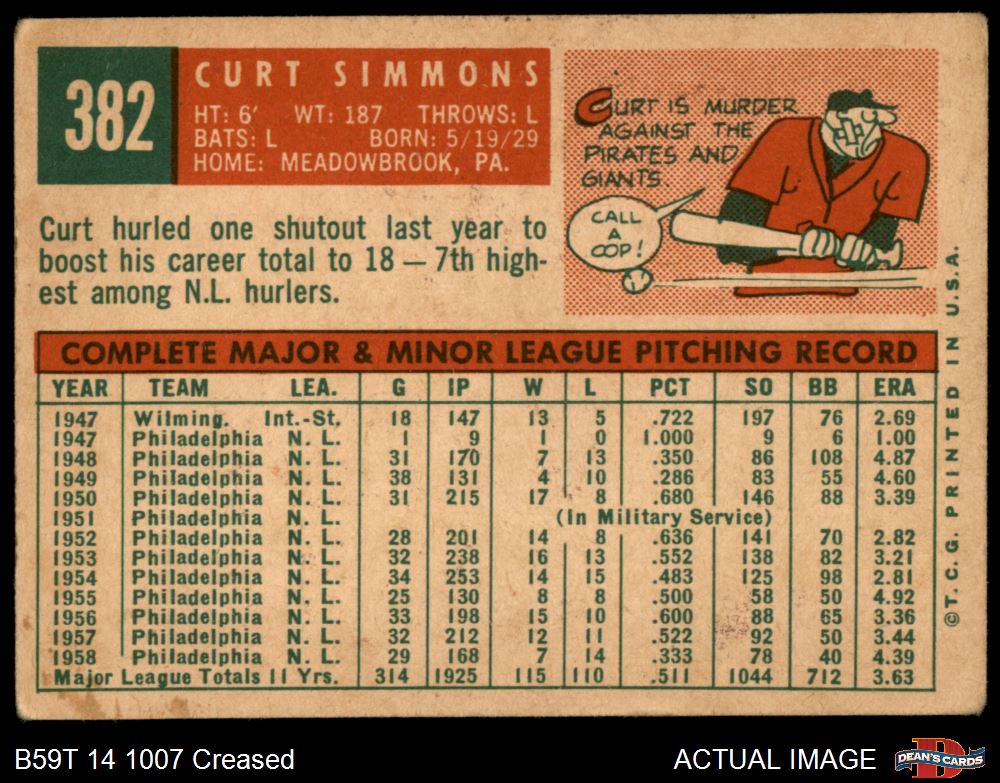 382
CURT SIMMONS
HT: 6' WT: 187 THROWS: L
BATS: L BORN: 5/19/29
HOME: MEADOWBROOK, PA.
Curt hurled one shutout last year to
boost his career total to 18 — 7th high-
est among N.L. hurlers.
CURT IS MURDER
AGAINST THE
PIRATES AND
GIANTS.
CALL
A
COP!
COMPLETE MAJOR & MINOR LEAGUE PITCHING RECORD
YEAR TEAM LEA. G IP W L PCT SO BB ERA
1947 Wilming. Int.-St. 18 147 13 5 .722 197 76 2.69
1947 Philadelphia N. L. 1 9 1 0 1.000 9 6 1.00
1948 Philadelphia N. L. 31 170 7 13 .350 86 108 4.87
1949 Philadelphia N. L. 38 131 4 10 .286 83 55 4.60
1950 Philadelphia N. L. 31 215 17 8 .680 146 88 3.39
1951 Philadelphia N. L. (In Military Service)
1952 Philadelphia N. L. 28 201 14 8 .636 141 70 2.82
1953 Philadelphia N. L. 32 238 16 13 .552 138 82 3.21
1954 Philadelphia N. L. 34 253 14 15 .483 125 98 2.81
1955 Philadelphia N. L. 25 130 8 8 .500 58 50 4.92
1956 Philadelphia N. L. 33 198 15 10 .600 88 65 3.36
1957 Philadelphia N. L. 32 212 12 11 .522 92 50 3.44
1958 Philadelphia N. L. 29 168 7 14 .333 78 40 4.39
Major League Totals 11 Yrs. 314 1925 115 110 .511 1044 712 3.63
©T. C. G. PRINTED IN U.S.A.
B59T 14 1007 Creased
ACTUAL IMAGE
D
DEAN'S CARDS